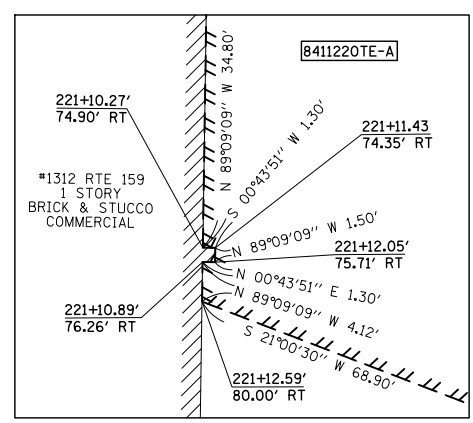 8411220TE-A
N 89°09'09" W 34.80'
221+10.27'
74.90' RT
S 00°43'51" W 1.30'
221+11.43
74.35' RT
#1312 RTE 159
1 STORY
BRICK & STUCCO
COMMERCIAL
N 89°09'09" W 1.50'
221+12.05'
75.71' RT
N 00°43'51" E 1.30'
N 89°09'09" W 4.12'
221+10.89'
76.26' RT
S 21°00'30" W 68.90'
221+12.59'
80.00' RT